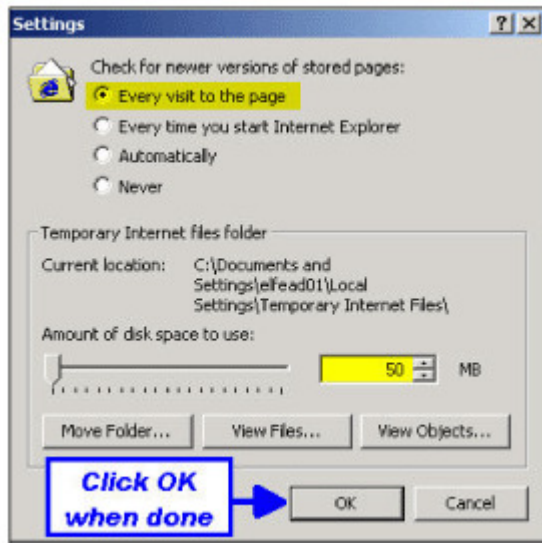 Settings
Check for newer versions of stored pages:
Every visit to the page
Every time you start Internet Explorer
Automatically
Never
Temporary Internet files folder
Current location: C:\Documents and
Settings\elfead01\Local
Settings\Temporary Internet Files\
Amount of disk space to use:
50 MB
Move Folder... View Files... View Objects...
Click OK
when done
OK Cancel